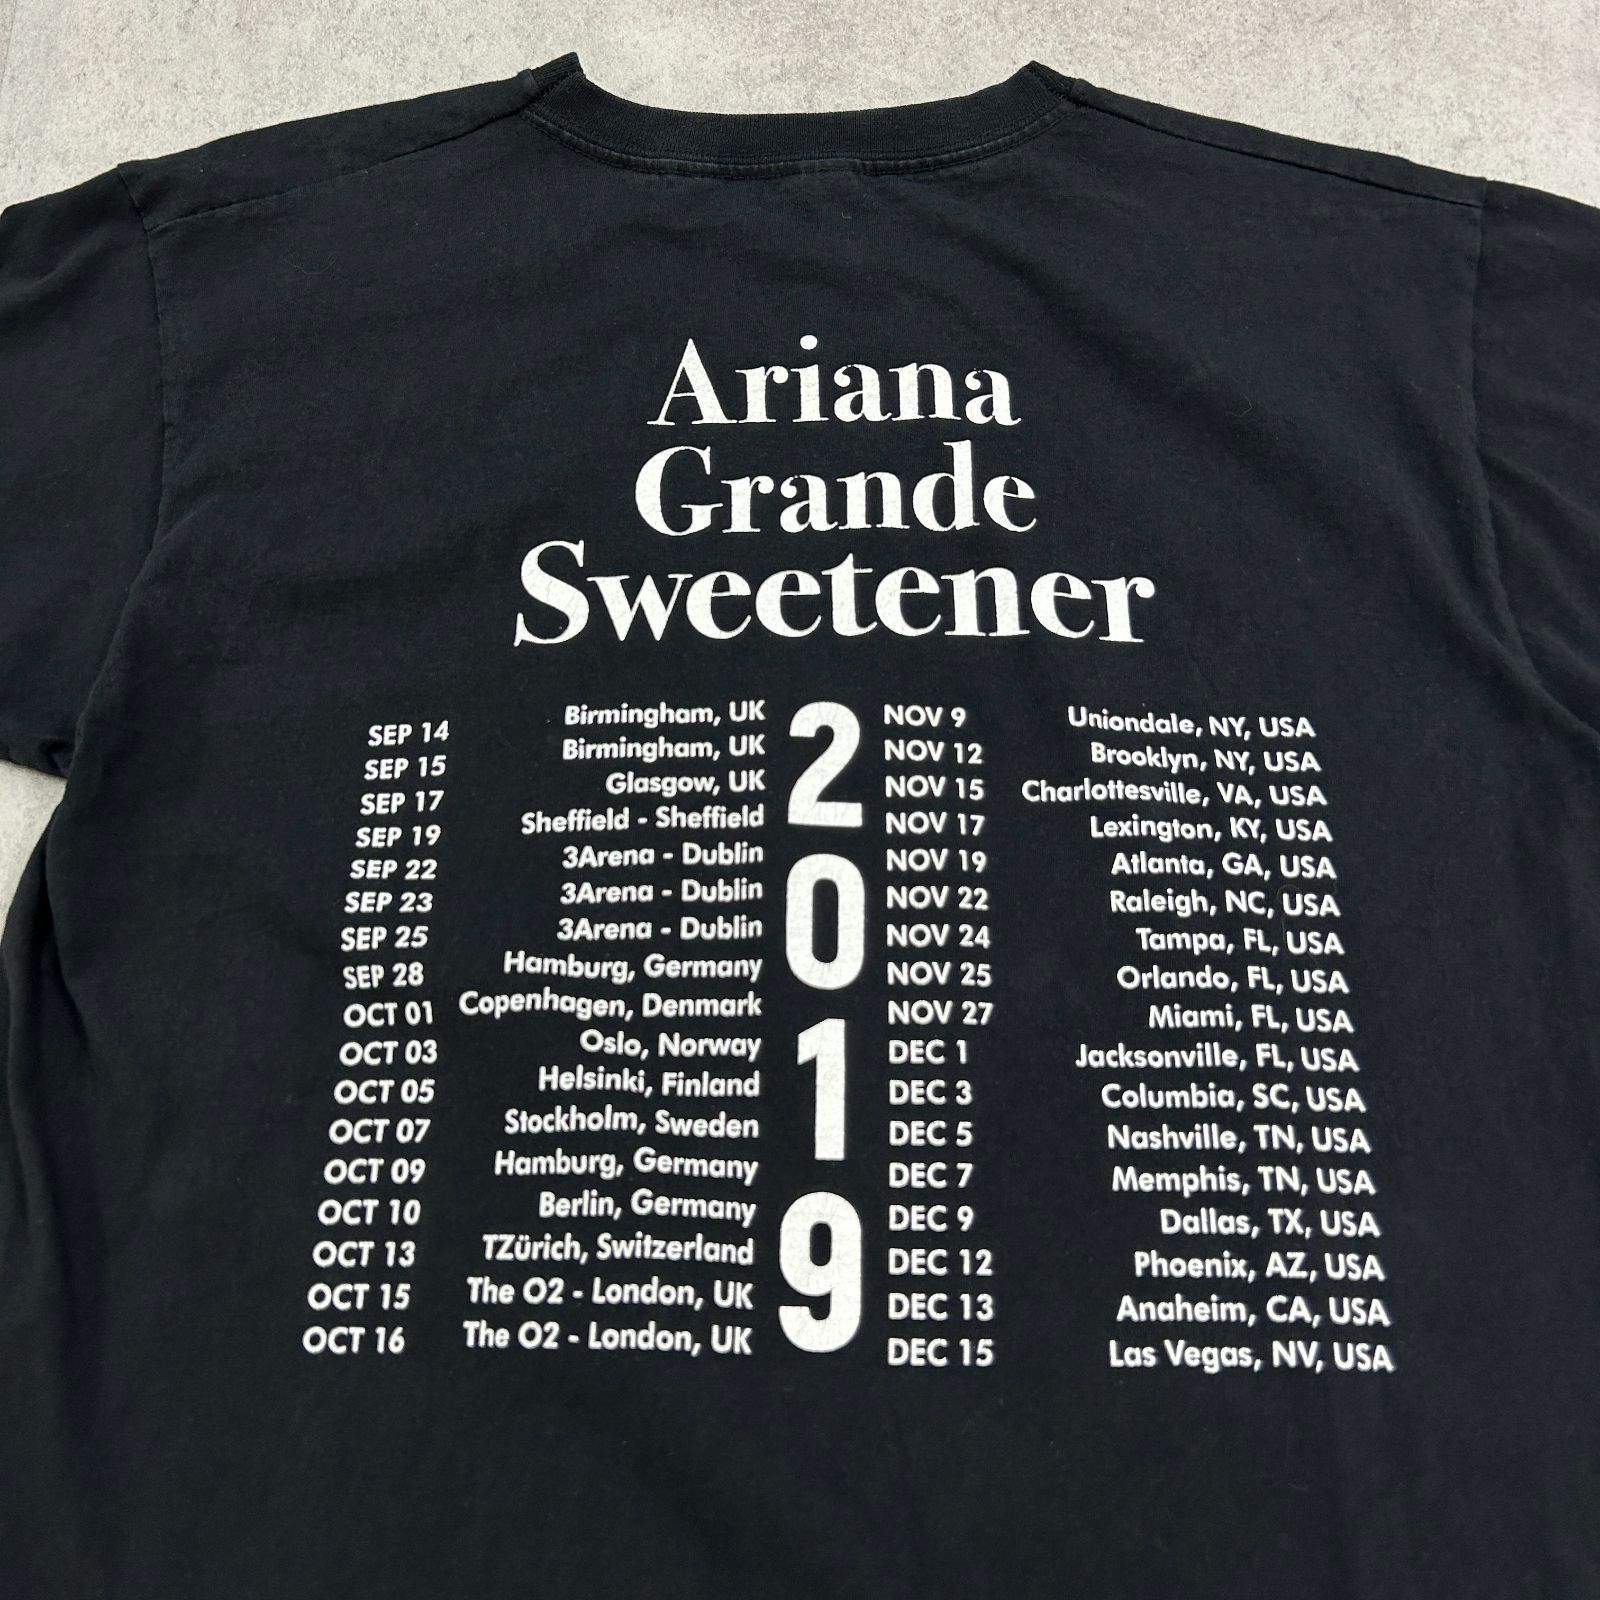 Ariana
Grande
Sweetener
2019
SEP 14 Birmingham, UK
SEP 15 Birmingham, UK
SEP 17 Glasgow, UK
SEP 19 Sheffield - Sheffield
SEP 22 3Arena - Dublin
SEP 23 3Arena - Dublin
SEP 25 3Arena - Dublin
SEP 28 Hamburg, Germany
OCT 01 Copenhagen, Denmark
OCT 03 Oslo, Norway
OCT 05 Helsinki, Finland
OCT 07 Stockholm, Sweden
OCT 09 Hamburg, Germany
OCT 10 Berlin, Germany
OCT 13 TZürich, Switzerland
OCT 15 The O2 - London, UK
OCT 16 The O2 - London, UK
NOV 9 Uniondale, NY, USA
NOV 12 Brooklyn, NY, USA
NOV 15 Charlottesville, VA, USA
NOV 17 Lexington, KY, USA
NOV 19 Atlanta, GA, USA
NOV 22 Raleigh, NC, USA
NOV 24 Tampa, FL, USA
NOV 25 Orlando, FL, USA
NOV 27 Miami, FL, USA
DEC 1 Jacksonville, FL, USA
DEC 3 Columbia, SC, USA
DEC 5 Nashville, TN, USA
DEC 7 Memphis, TN, USA
DEC 9 Dallas, TX, USA
DEC 12 Phoenix, AZ, USA
DEC 13 Anaheim, CA, USA
DEC 15 Las Vegas, NV, USA